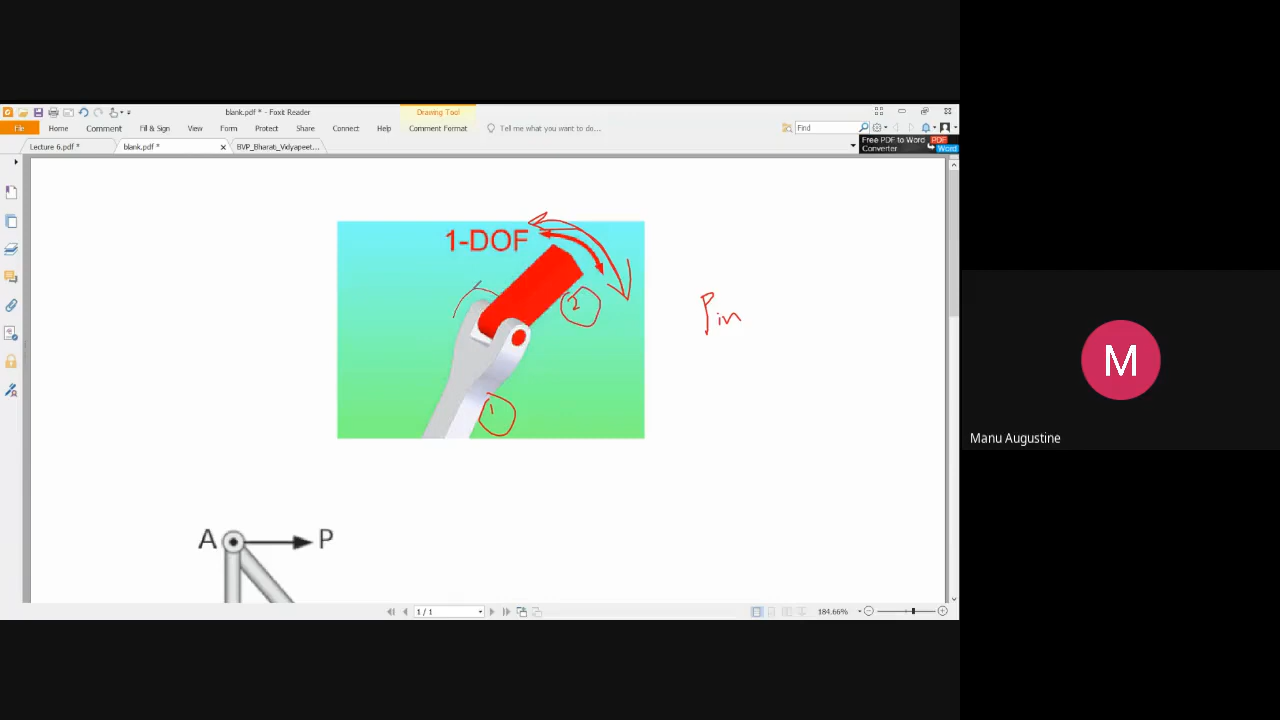 blank.pdf * - Foxit Reader
Drawing Tool
File Home Comment Fill & Sign View Form Protect Share Connect Help Comment Format Tell me what you want to do... Find
Lecture 6.pdf * blank.pdf * BVP_Bharati_Vidyapeet...
Free PDF to Word Converter
PDF
Word
1-DOF
2
Pin
1
A P
1 / 1
184.66%
M
Manu Augustine